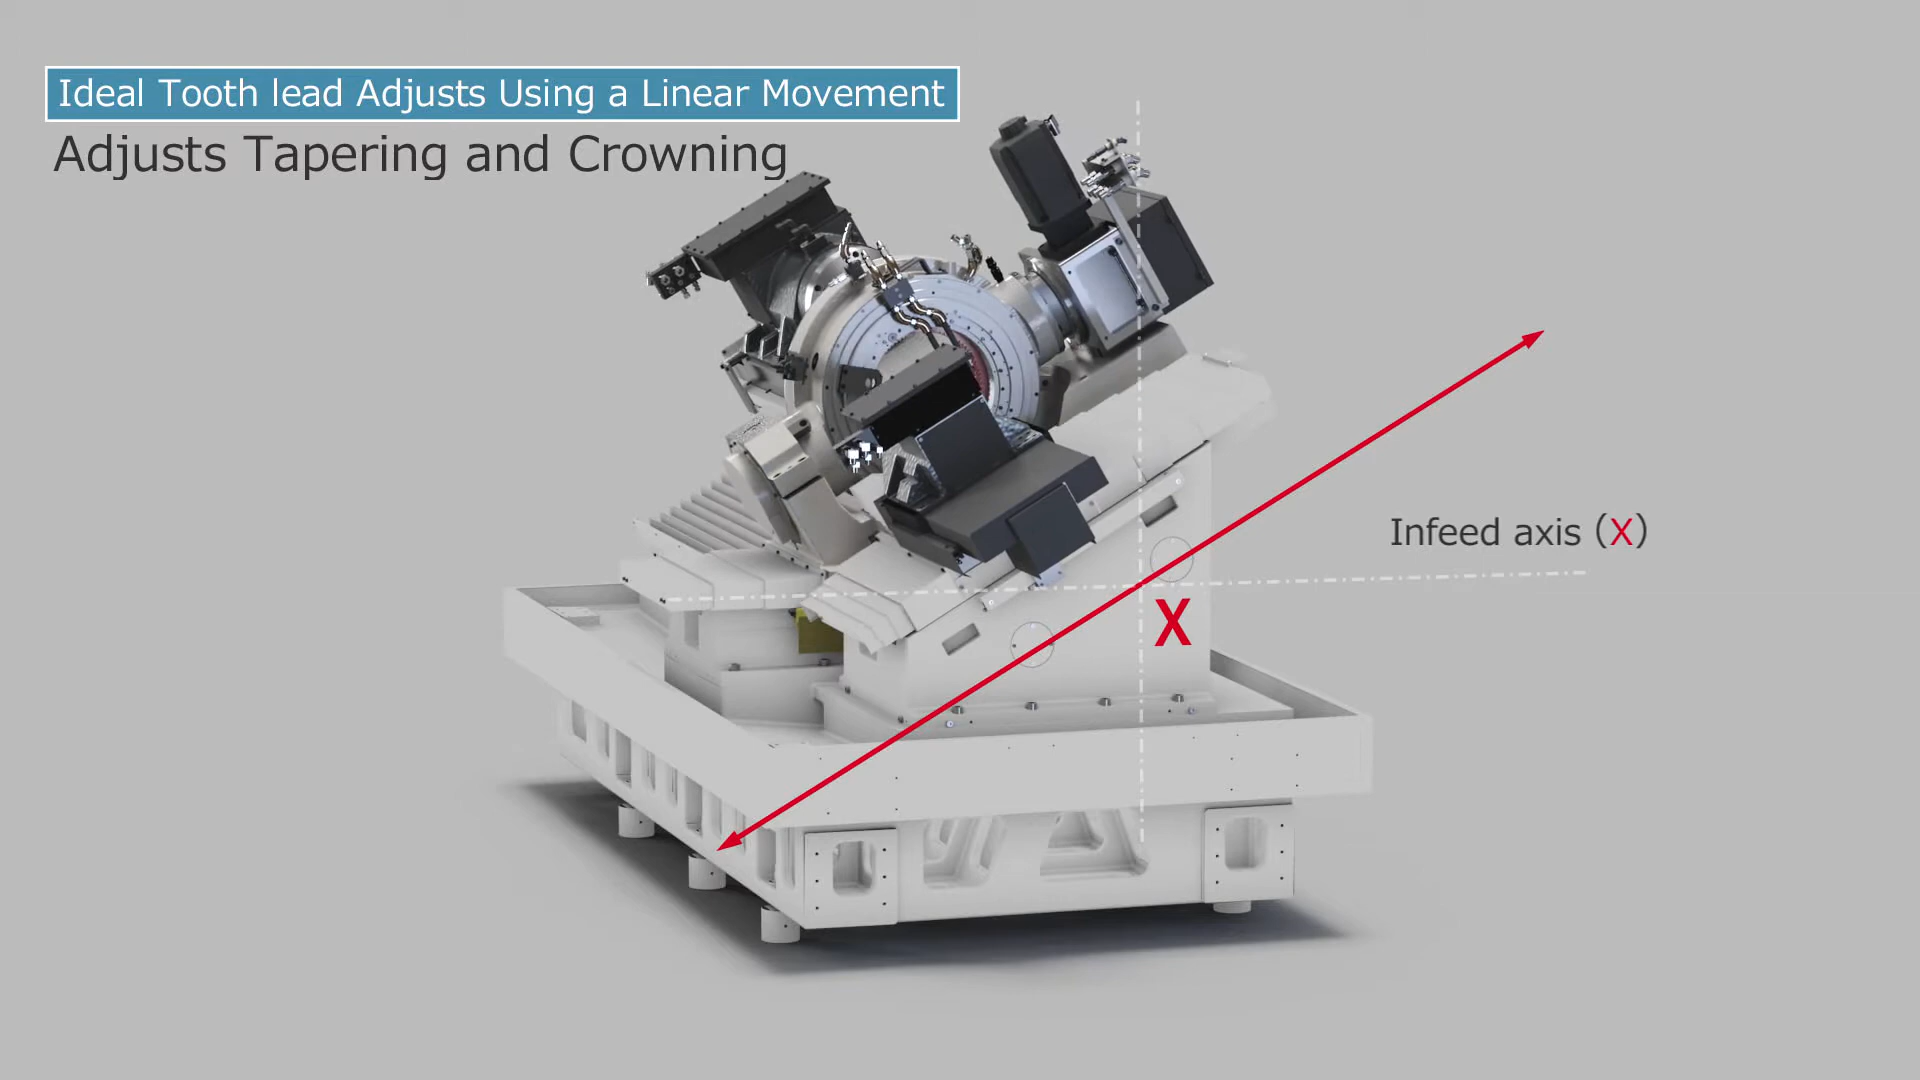 Ideal Tooth lead Adjusts Using a Linear Movement
Adjusts Tapering and Crowning
Infeed axis (X)
X